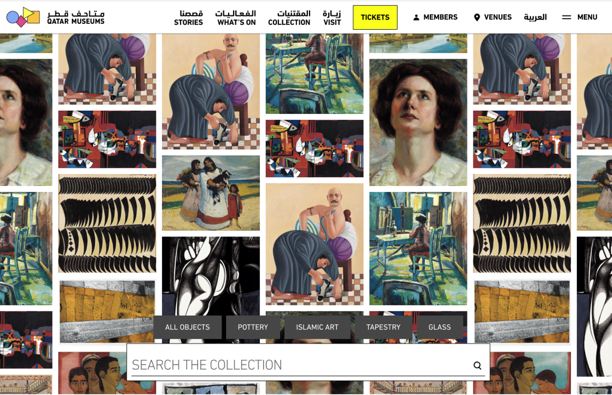 متاحف قطر
QATAR MUSEUMS
قصصنا
STORIES
الفعاليات
WHAT'S ON
المقتنيات
COLLECTION
زيارة
VISIT
TICKETS
MEMBERS
VENUES
العربية
MENU
ALL OBJECTS
POTTERY
ISLAMIC ART
TAPESTRY
GLASS
SEARCH THE COLLECTION